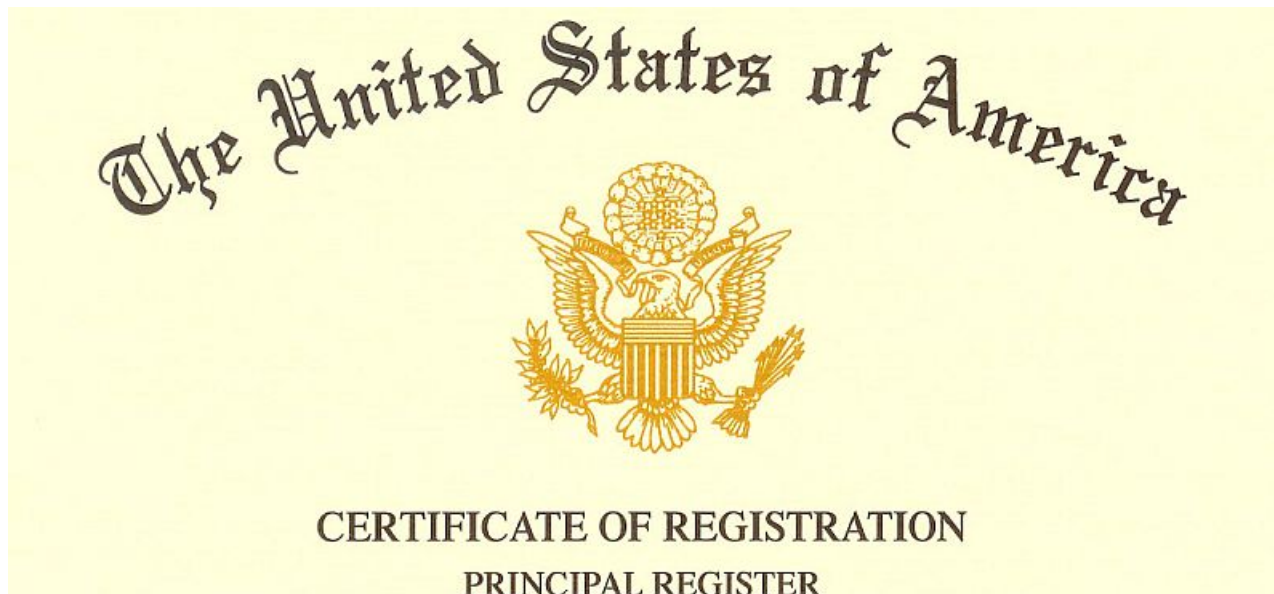 The United States of America
CERTIFICATE OF REGISTRATION
PRINCIPAL REGISTER